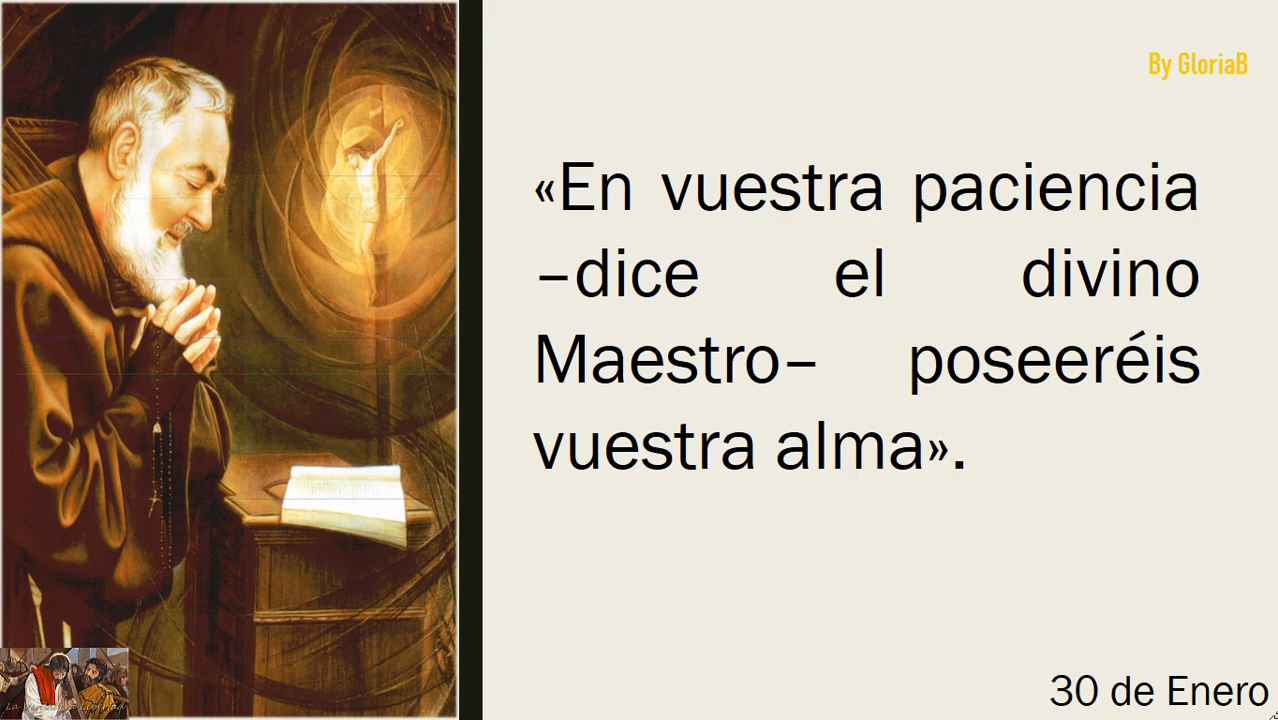 By GloriaB
«En vuestra paciencia
–dice el divino
Maestro– poseeréis
vuestra alma».
30 de Enero